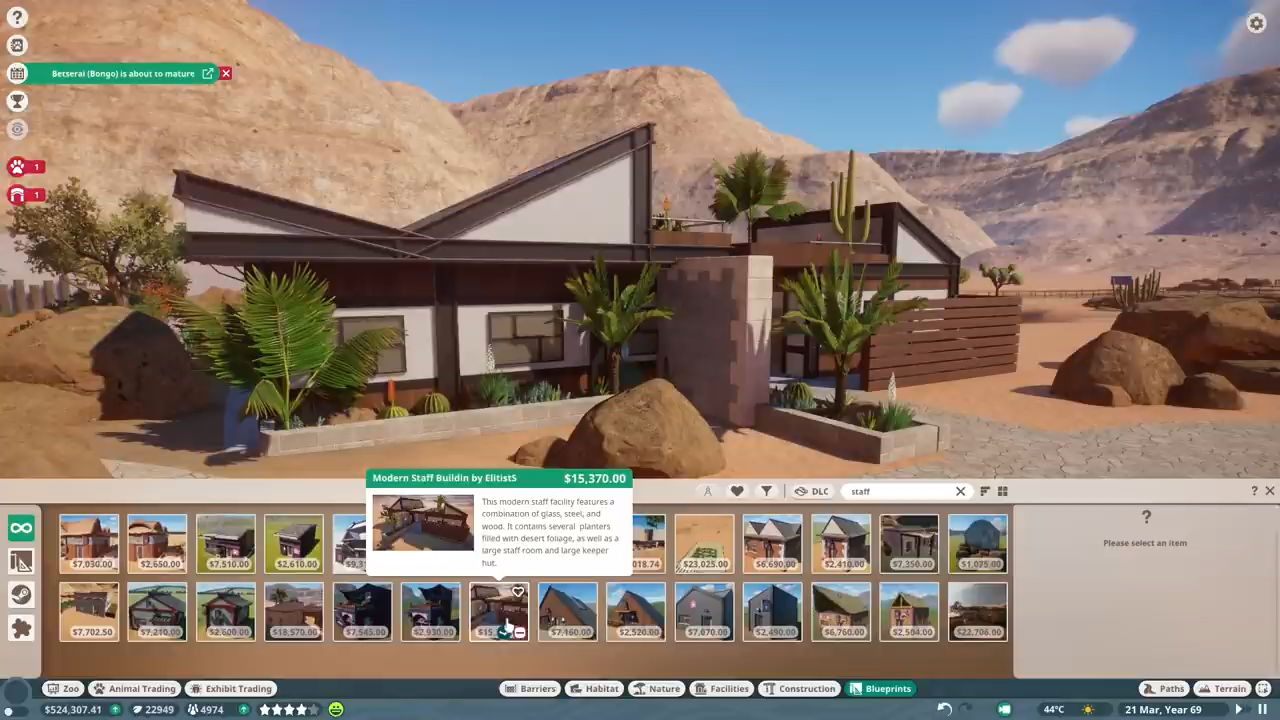 ?
Betserai (Bongo) is about to mature
1
1
Modern Staff Buildin by ElitistS $15,370.00
This modern staff facility features a
combination of glass, steel, and
wood. It contains several planters
filled with desert foliage, as well as a
large staff room and large keeper
hut.
DLC
staff
?
?
Please select an item
$7,030.00 $2,650.00 $7,510.00 $2,610.00 $23,025.00 $6,690.00 $2,410.00 $7,350.00 $1,075.00
$7,702.50 $7,210.00 $2,600.00 $18,570.00 $7,545.00 $2,930.00 $7,160.00 $2,520.00 $7,070.00 $2,490.00 $6,760.00 $2,504.00 $22,706.00
Zoo Animal Trading Exhibit Trading Barriers Habitat Nature Facilities Construction Blueprints Paths Terrain
$524,307.41 22949 4974 44°C 21 Mar, Year 69